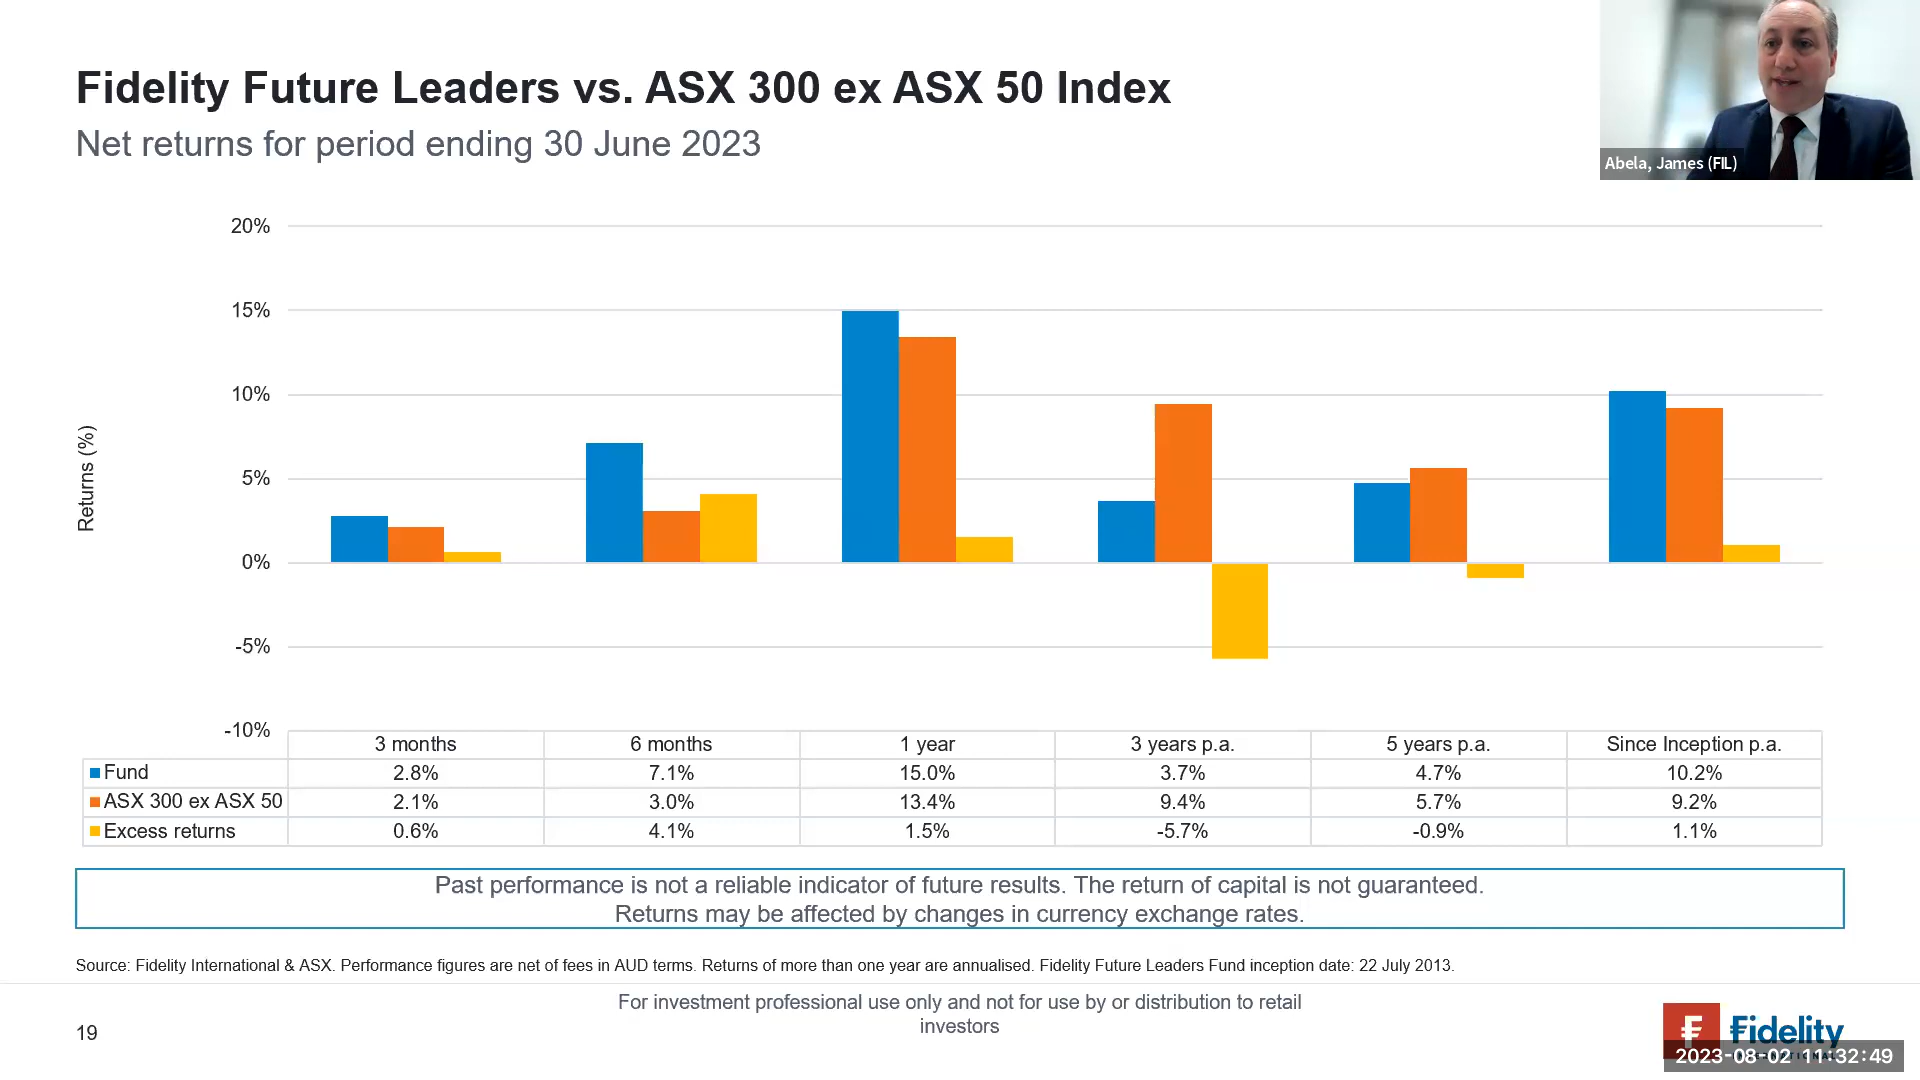 Fidelity Future Leaders vs. ASX 300 ex ASX 50 Index
Net returns for period ending 30 June 2023
Abela, James (FIL)
20%
15%
10%
5%
0%
-5%
-10%
Returns (%)
3 months 6 months 1 year 3 years p.a. 5 years p.a. Since Inception p.a.
Fund 2.8% 7.1% 15.0% 3.7% 4.7% 10.2%
ASX 300 ex ASX 50 2.1% 3.0% 13.4% 9.4% 5.7% 9.2%
Excess returns 0.6% 4.1% 1.5% -5.7% -0.9% 1.1%
Past performance is not a reliable indicator of future results. The return of capital is not guaranteed.
Returns may be affected by changes in currency exchange rates.
Source: Fidelity International & ASX. Performance figures are net of fees in AUD terms. Returns of more than one year are annualised. Fidelity Future Leaders Fund inception date: 22 July 2013.
For investment professional use only and not for use by or distribution to retail
investors
19
Fidelity
2023-08-02 11:32:49